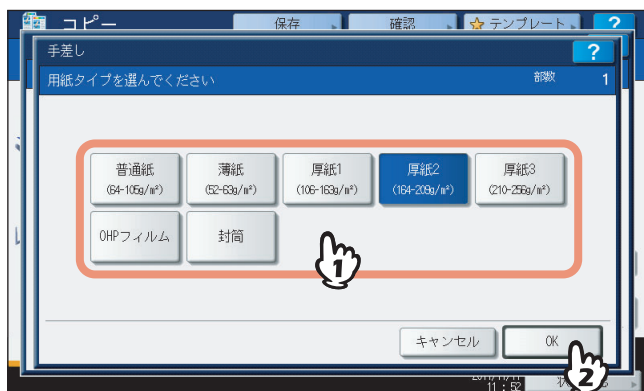 コピー 保存 確認 テンプレート ?
手差し ?
用紙タイプを選んでください 部数 1
普通紙 薄紙 厚紙1 厚紙2 厚紙3
(64-105g/m²) (52-63g/m²) (106-163g/m²) (164-209g/m²) (210-256g/m²)
OHPフィルム 封筒
1
キャンセル OK
2
11:52